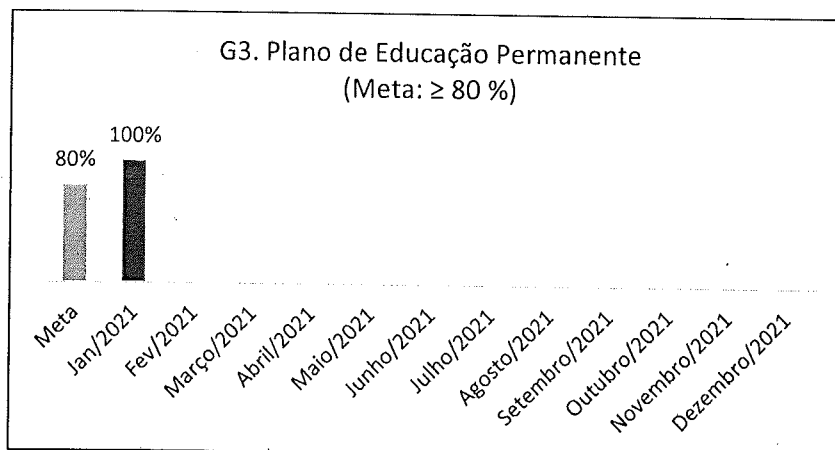 G3. Plano de Educação Permanente
(Meta: ≥ 80 %)
80%
100%
Meta
Jan/2021
Fev/2021
Março/2021
Abril/2021
Maio/2021
Junho/2021
Julho/2021
Agosto/2021
Setembro/2021
Outubro/2021
Novembro/2021
Dezembro/2021